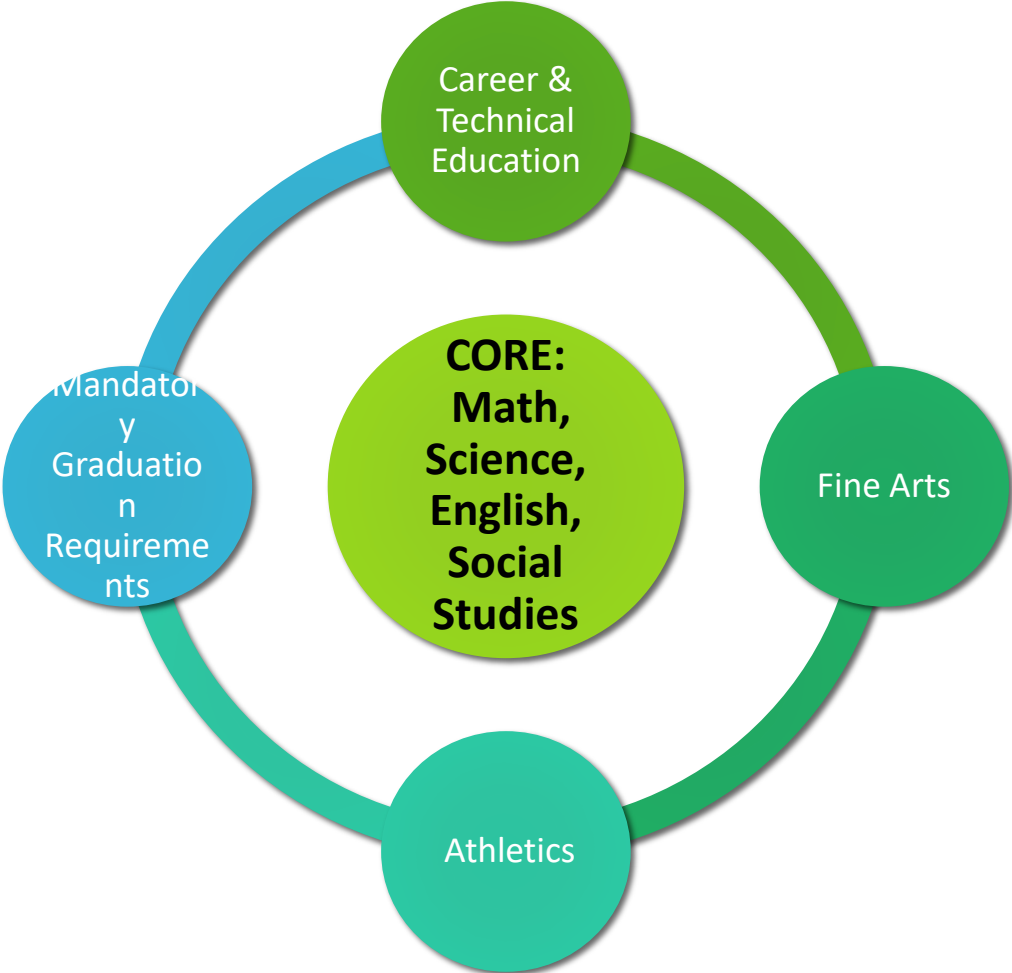 Career &
Technical
Education
CORE:
Math,
Science,
English,
Social
Studies
Mandator
y
Graduatio
n
Requireme
nts
Fine Arts
Athletics